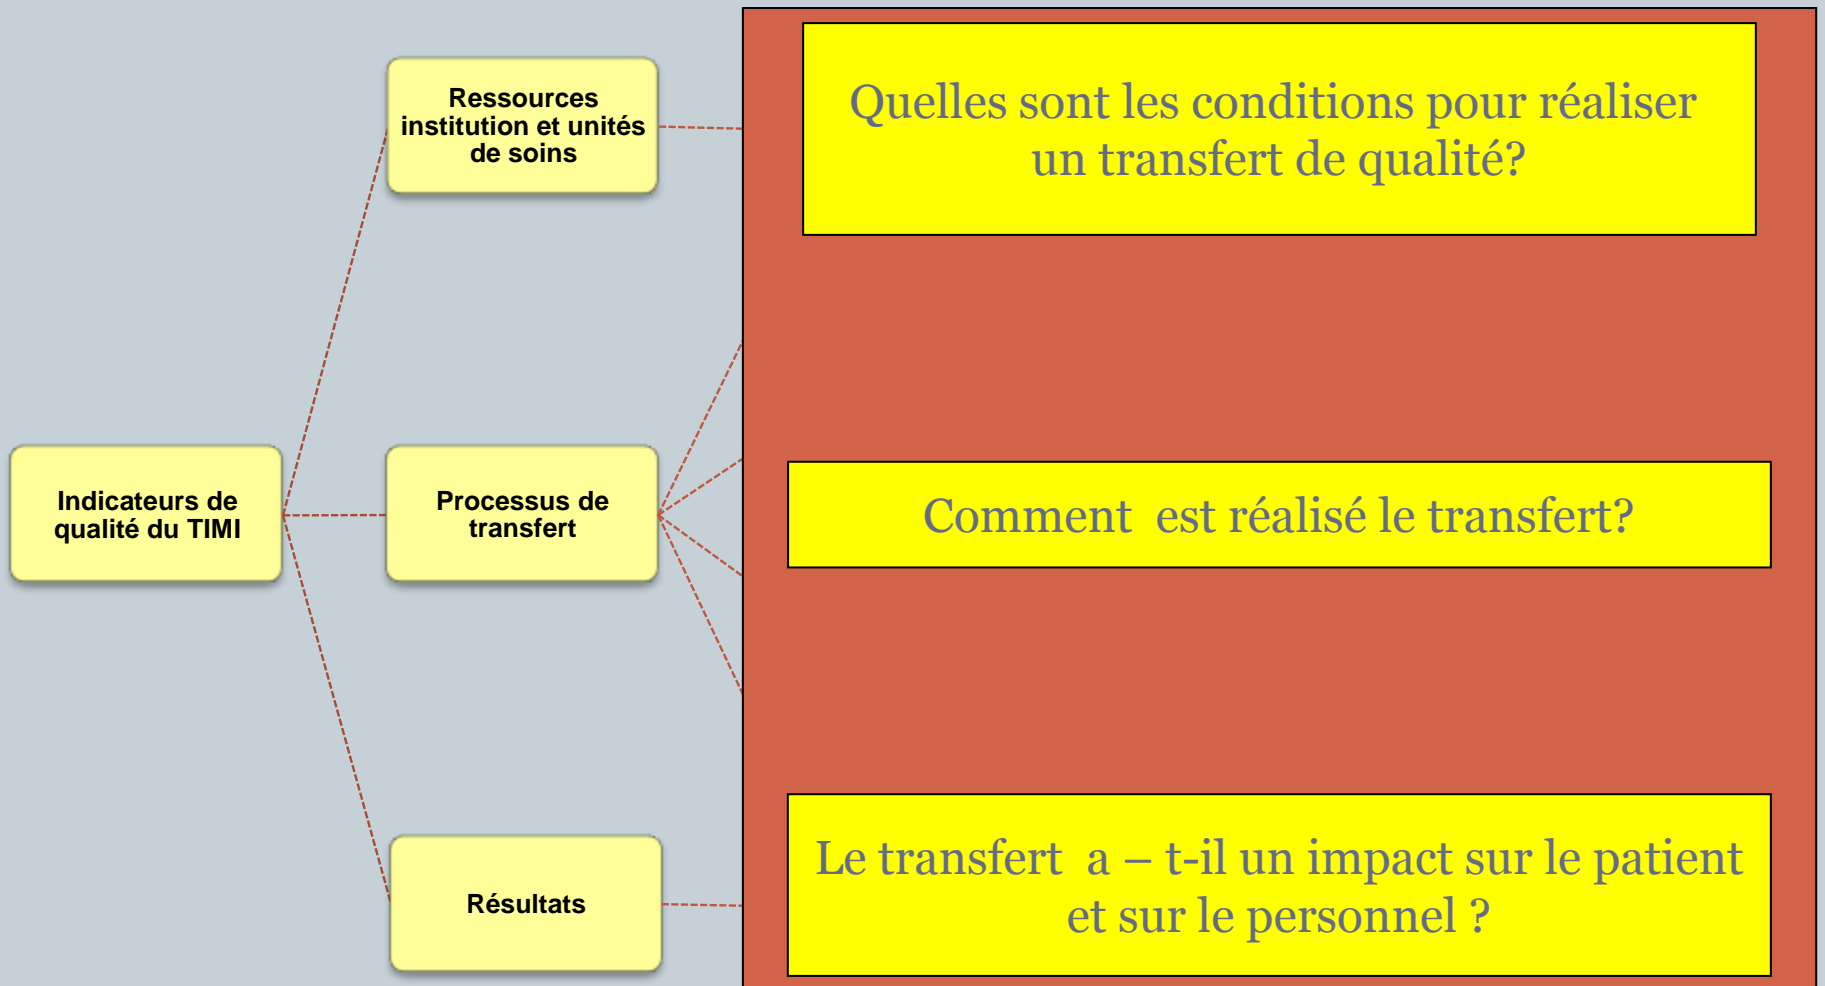 Ressources
institution et unités
de soins
Quelles sont les conditions pour réaliser
un transfert de qualité?
Indicateurs de
qualité du TIMI
Processus de
transfert
Comment  est réalisé le transfert?
Résultats
Le transfert  a – t-il un impact sur le patient
et sur le personnel ?